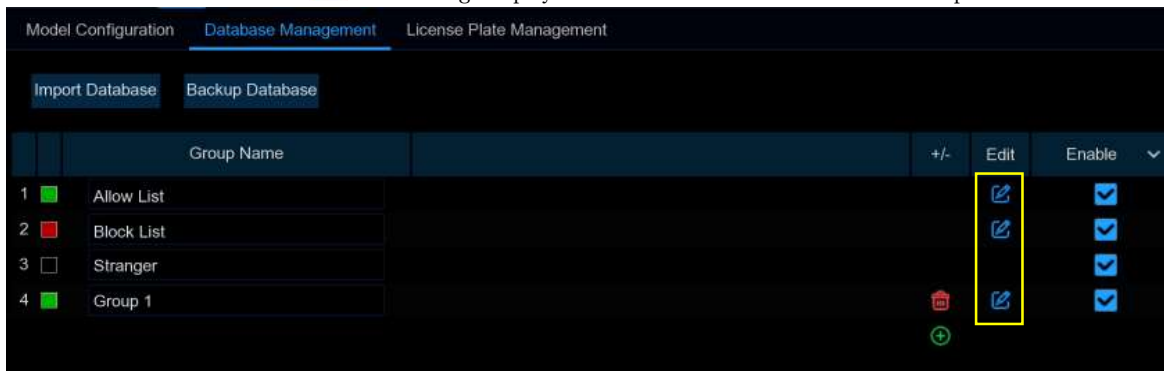 Model Configuration Database Management License Plate Management
Import Database Backup Database
Group Name +/- Edit Enable
1 Allow List
2 Block List
3 Stranger
4 Group 1